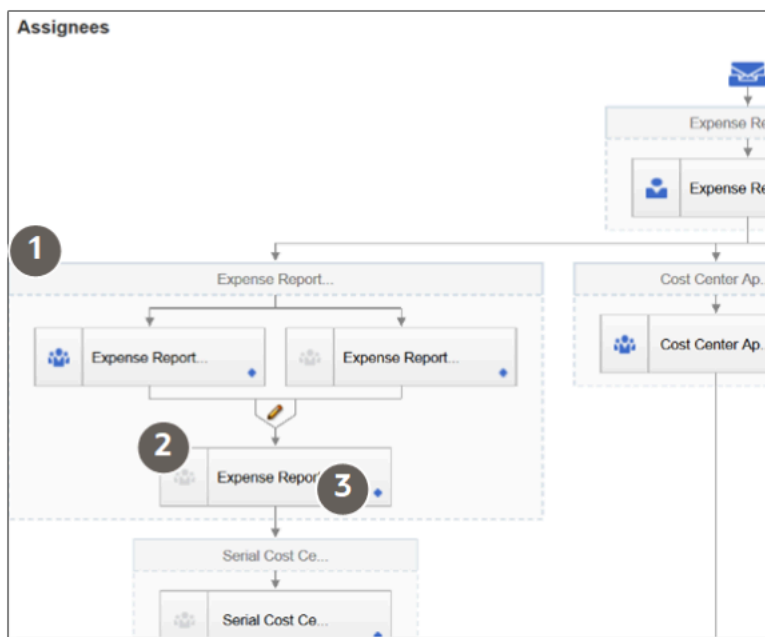 Assignees
Expense Re
Expense Re
1
Expense Report...
Cost Center Ap...
Expense Report...
Expense Report...
Cost Center Ap...
2
Expense Repor
3
Serial Cost Ce...
Serial Cost Ce...